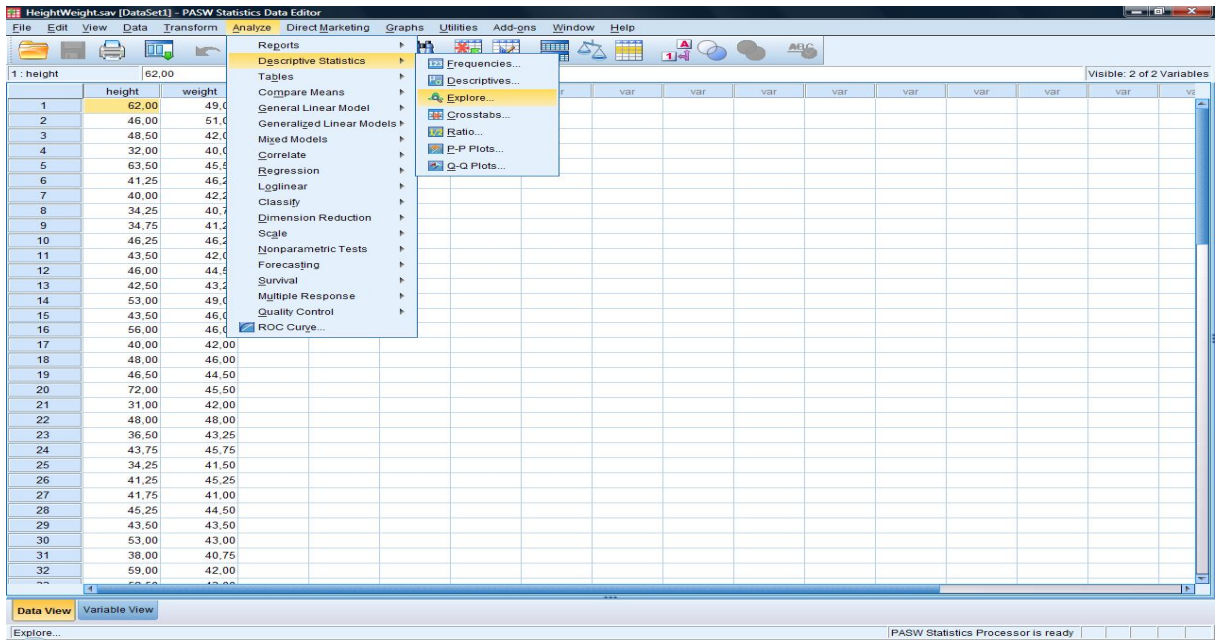 HeightWeight.sav [DataSet1] - PASW Statistics Data Editor
File Edit View Data Transform Analyze Direct Marketing Graphs Utilities Add-ons Window Help
1 : height 62,00 Visible: 2 of 2 Variables
height weight var var var var var var var var var
1 62,00 49,0
2 46,00 51,0
3 48,50 42,0
4 32,00 40,0
5 63,50 45,5
6 41,25 46,2
7 40,00 42,2
8 34,25 40,7
9 34,75 41,2
10 46,25 46,2
11 43,50 42,0
12 46,00 44,5
13 42,50 43,2
14 53,00 49,0
15 43,50 46,0
16 56,00 46,0
17 40,00 42,00
18 48,00 46,00
19 46,50 44,50
20 72,00 45,50
21 31,00 42,00
22 48,00 48,00
23 36,50 43,25
24 43,75 45,75
25 34,25 41,50
26 41,25 45,25
27 41,75 41,00
28 45,25 44,50
29 43,50 43,50
30 53,00 43,00
31 38,00 40,75
32 59,00 42,00
Reports
Descriptive Statistics
Tables
Compare Means
General Linear Model
Generalized Linear Models
Mixed Models
Correlate
Regression
Loglinear
Classify
Dimension Reduction
Scale
Nonparametric Tests
Forecasting
Survival
Multiple Response
Quality Control
ROC Curve...
Frequencies...
Descriptives...
Explore...
Crosstabs...
Ratio...
P-P Plots...
Q-Q Plots...
Data View Variable View
Explore... PASW Statistics Processor is ready